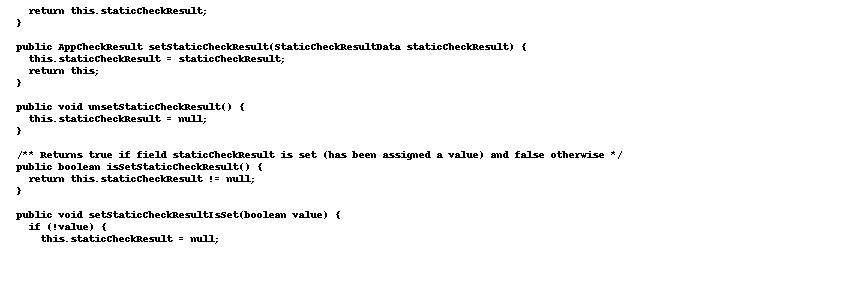 return this.staticCheckResult;
}
public AppCheckResult setStaticCheckResult(StaticCheckResultData staticCheckResult) {
this.staticCheckResult = staticCheckResult;
return this;
}
public void unsetStaticCheckResult() {
this.staticCheckResult = null;
}
/** Returns true if field staticCheckResult is set (has been assigned a value) and false otherwise */
public boolean isSetStaticCheckResult() {
return this.staticCheckResult != null;
}
public void setStaticCheckResultIsSet(boolean value) {
if (!value) {
this.staticCheckResult = null;